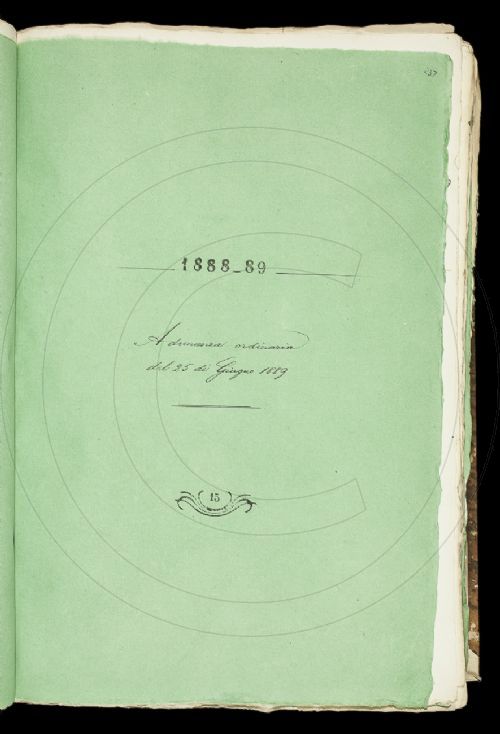 1888_89
Adunanza ordinaria
del 25 di Giugno 1889
15